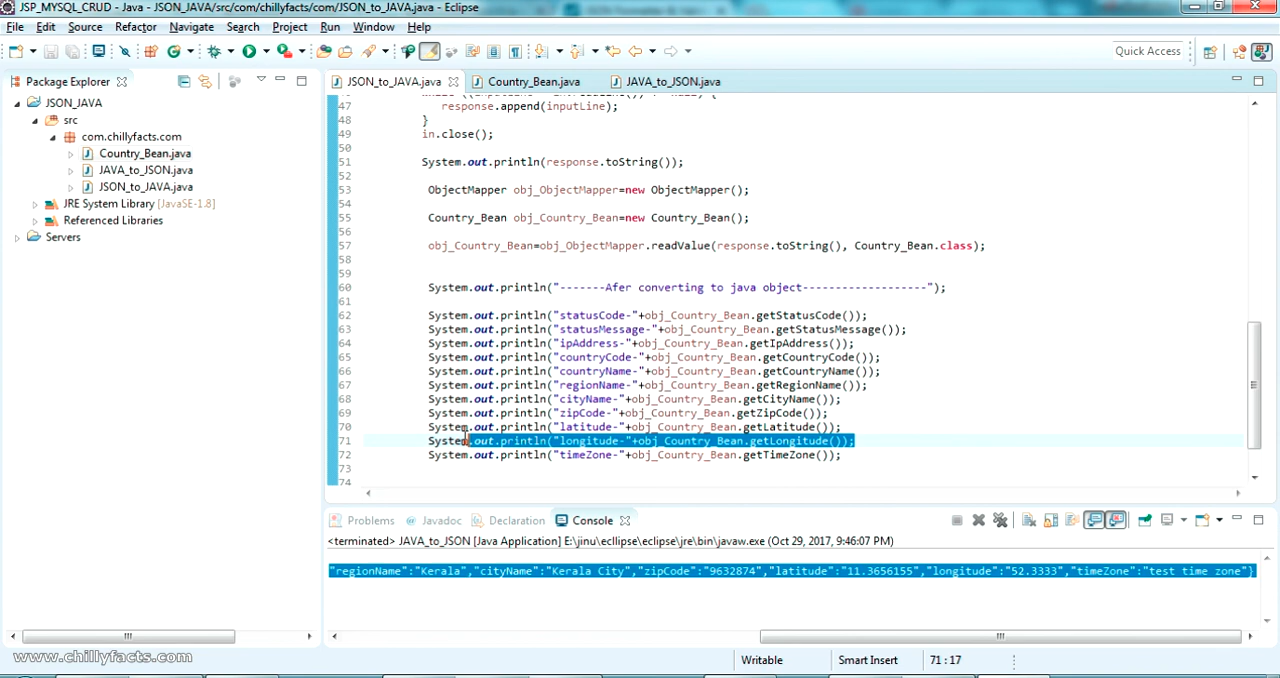 JSP_MYSQL_CRUD - Java - JSON_JAVA/src/com/chillyfacts/com/JSON_to_JAVA.java - Eclipse
File Edit Source Refactor Navigate Search Project Run Window Help
Quick Access
Package Explorer
JSON_to_JAVA.java Country_Bean.java JAVA_to_JSON.java
JSON_JAVA
src
com.chillyfacts.com
Country_Bean.java
JAVA_to_JSON.java
JSON_to_JAVA.java
JRE System Library [JavaSE-1.8]
Referenced Libraries
Servers
47 response.append(inputLine);
48 }
49 in.close();
50
51 System.out.println(response.toString());
52
53 ObjectMapper obj_ObjectMapper=new ObjectMapper();
54
55 Country_Bean obj_Country_Bean=new Country_Bean();
56
57 obj_Country_Bean=obj_ObjectMapper.readValue(response.toString(), Country_Bean.class);
58
59
60 System.out.println("-------Afer converting to java object-------------------");
61
62 System.out.println("statusCode-"+obj_Country_Bean.getStatusCode());
63 System.out.println("statusMessage-"+obj_Country_Bean.getStatusMessage());
64 System.out.println("ipAddress-"+obj_Country_Bean.getIpAddress());
65 System.out.println("countryCode-"+obj_Country_Bean.getCountryCode());
66 System.out.println("countryName-"+obj_Country_Bean.getCountryName());
67 System.out.println("regionName-"+obj_Country_Bean.getRegionName());
68 System.out.println("cityName-"+obj_Country_Bean.getCityName());
69 System.out.println("zipCode-"+obj_Country_Bean.getZipCode());
70 System.out.println("latitude-"+obj_Country_Bean.getLatitude());
71 System.out.println("longitude-"+obj_Country_Bean.getLongitude());
72 System.out.println("timeZone-"+obj_Country_Bean.getTimeZone());
73
74
Problems Javadoc Declaration Console
<terminated> JAVA_to_JSON [Java Application] E:\jinu\ecllipse\eclipse\jre\bin\javaw.exe (Oct 29, 2017, 9:46:07 PM)
"regionName":"Kerala","cityName":"Kerala City","zipCode":"9632874","latitude":"11.3656155","longitude":"52.3333","timeZone":"test time zone"}
www.chillyfacts.com
Writable Smart Insert 71 : 17